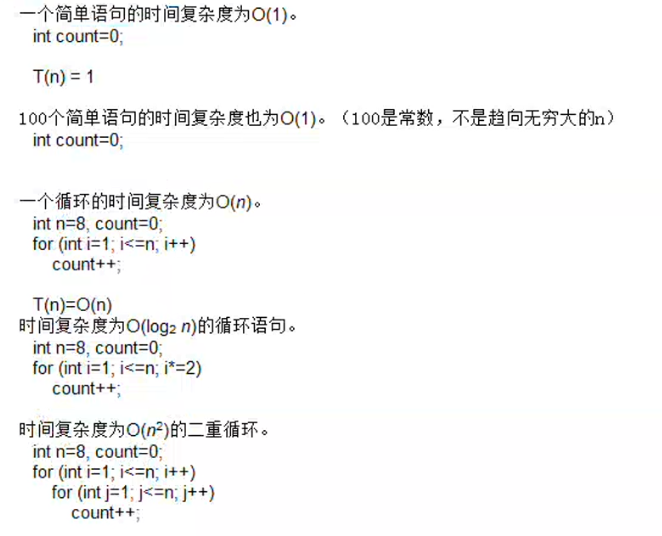 一个简单语句的时间复杂度为O(1)。
int count=0;
T(n) = 1
100个简单语句的时间复杂度也为O(1)。（100是常数，不是趋向无穷大的n）
int count=0;
一个循环的时间复杂度为O(n)。
int n=8, count=0;
for (int i=1; i<=n; i++)
count++;
T(n)=O(n)
时间复杂度为O(log₂ n)的循环语句。
int n=8, count=0;
for (int i=1; i<=n; i*=2)
count++;
时间复杂度为O(n²)的二重循环。
int n=8, count=0;
for (int i=1; i<=n; i++)
for (int j=1; j<=n; j++)
count++;